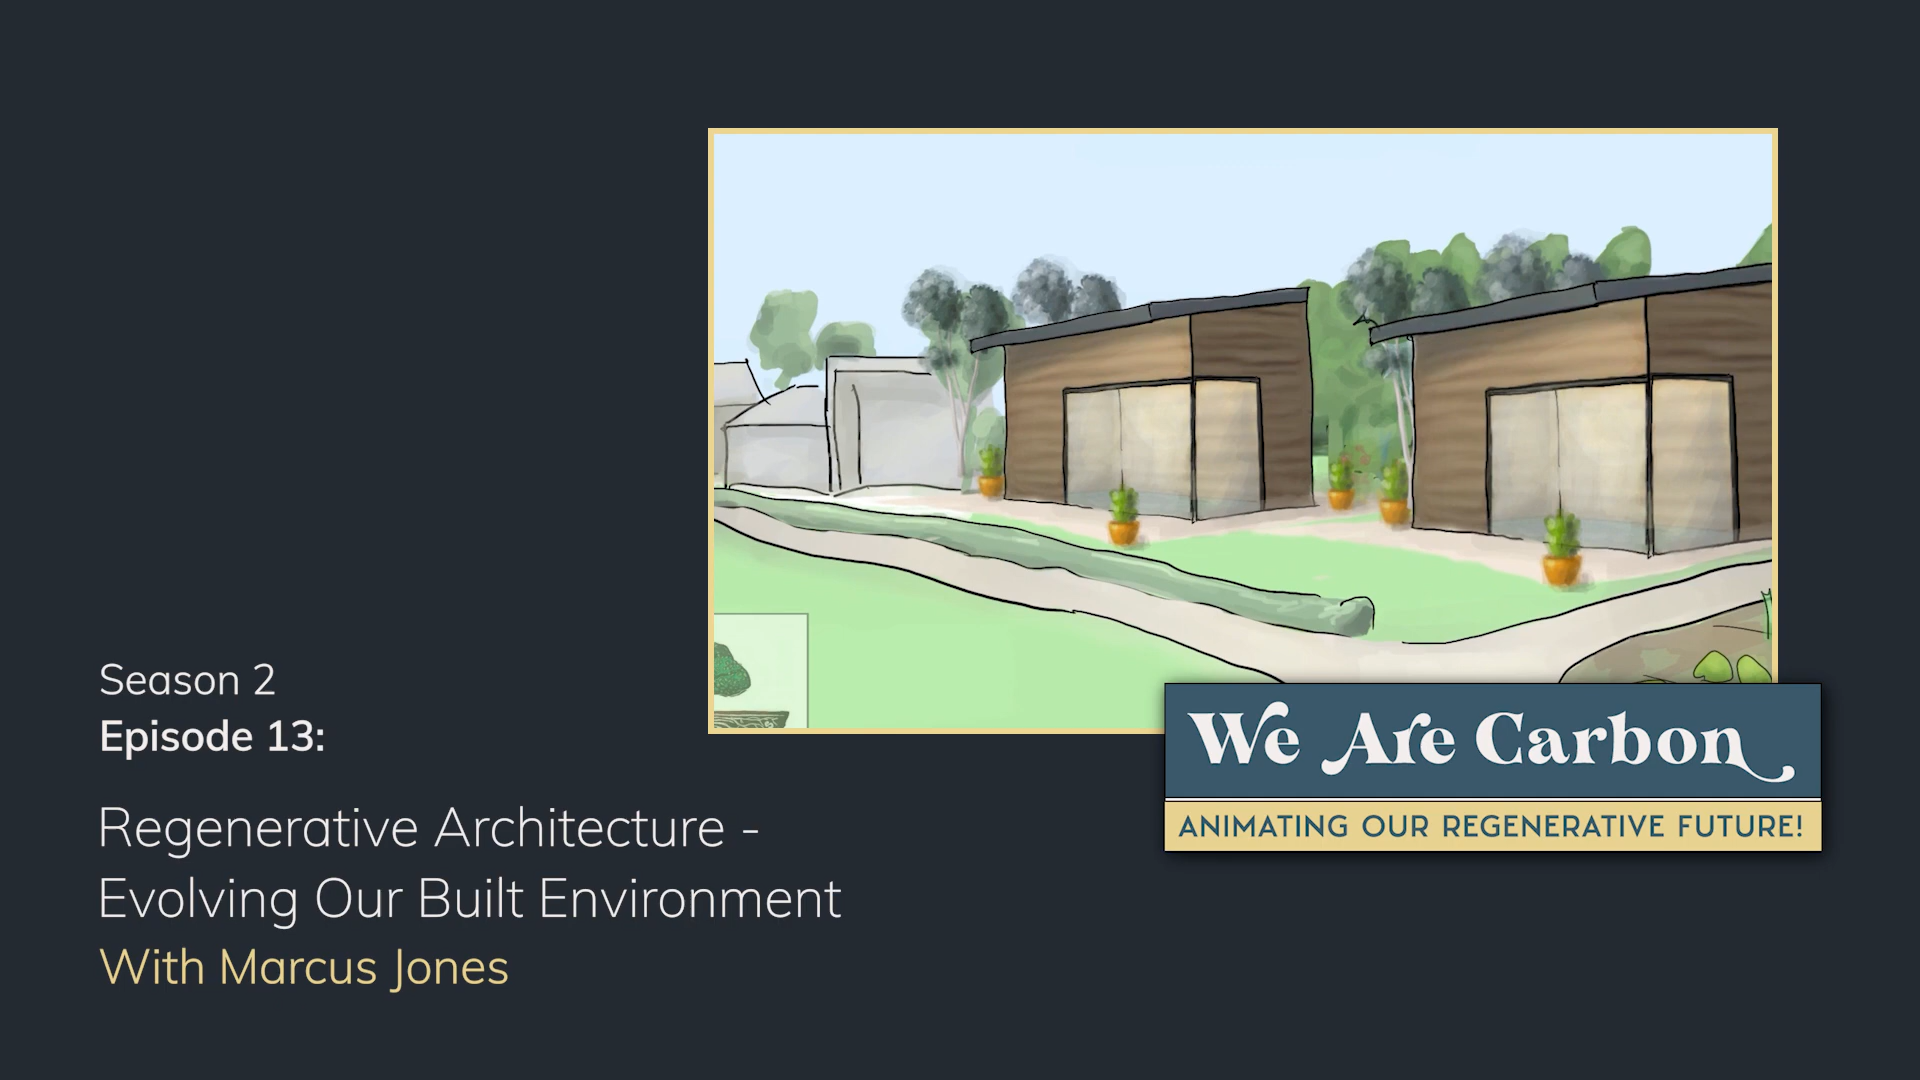 Season 2
Episode 13:
Regenerative Architecture -
Evolving Our Built Environment
With Marcus Jones
We Are Carbon
ANIMATING OUR REGENERATIVE FUTURE!